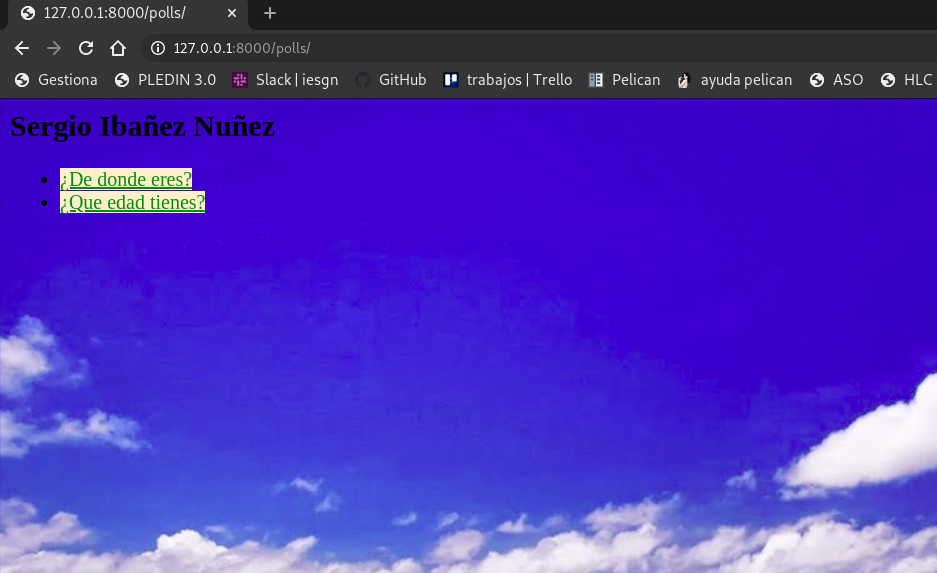 127.0.0.1:8000/polls/
127.0.0.1:8000/polls/
Gestiona PLEDIN 3.0 Slack | iesgn GitHub trabajos | Trello Pelican ayuda pelican ASO HLC
Sergio Ibañez Nuñez
¿De donde eres?
¿Que edad tienes?